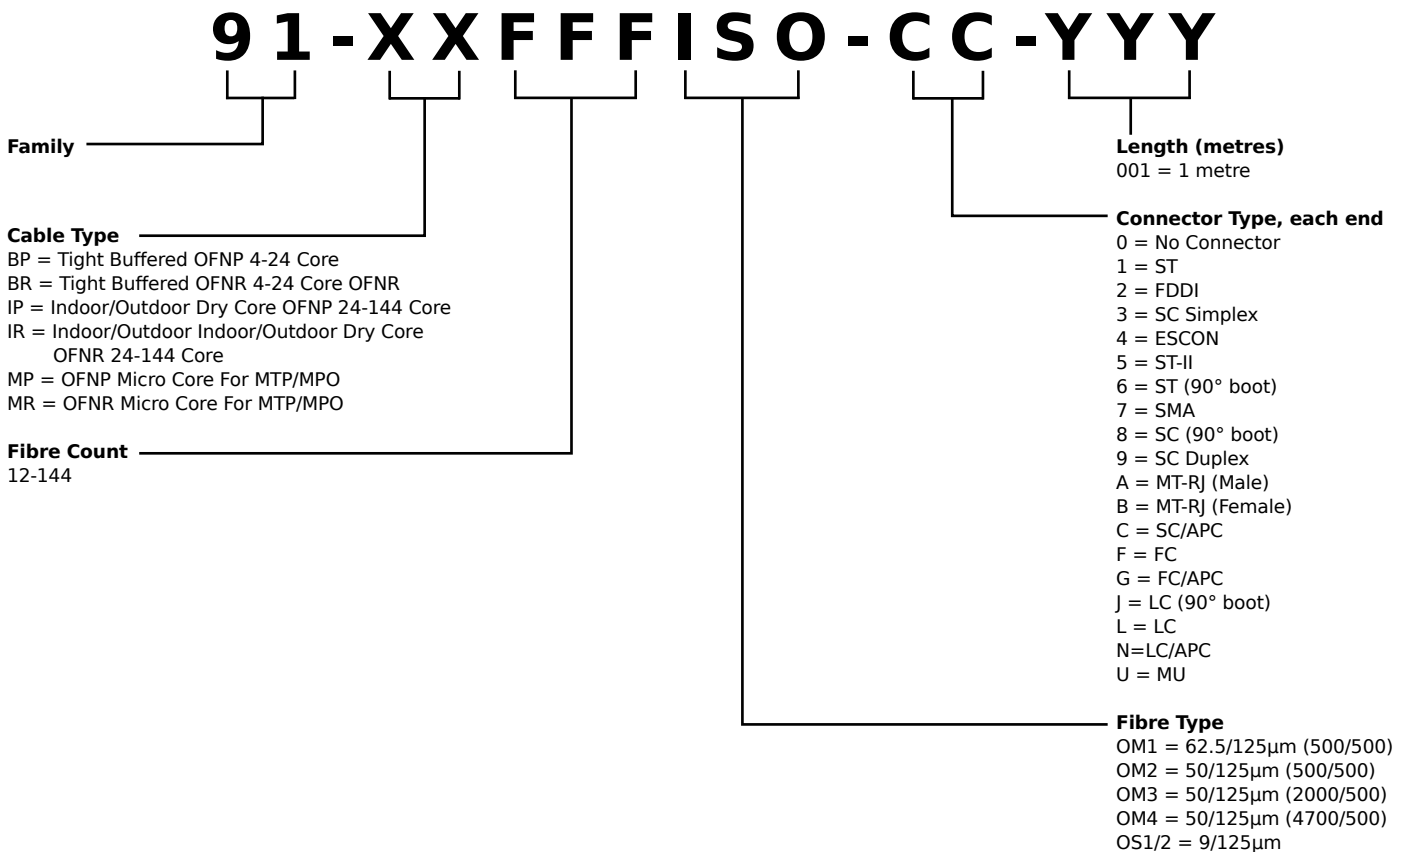 91-XXFFFISO-CC-YYY
Family
Cable Type
BP = Tight Buffered OFNP 4-24 Core
BR = Tight Buffered OFNR 4-24 Core OFNR
IP = Indoor/Outdoor Dry Core OFNP 24-144 Core
IR = Indoor/Outdoor Indoor/Outdoor Dry Core
OFNR 24-144 Core
MP = OFNP Micro Core For MTP/MPO
MR = OFNR Micro Core For MTP/MPO
Fibre Count
12-144
Length (metres)
001 = 1 metre
Connector Type, each end
0 = No Connector
1 = ST
2 = FDDI
3 = SC Simplex
4 = ESCON
5 = ST-II
6 = ST (90° boot)
7 = SMA
8 = SC (90° boot)
9 = SC Duplex
A = MT-RJ (Male)
B = MT-RJ (Female)
C = SC/APC
F = FC
G = FC/APC
J = LC (90° boot)
L = LC
N=LC/APC
U = MU
Fibre Type
OM1 = 62.5/125µm (500/500)
OM2 = 50/125µm (500/500)
OM3 = 50/125µm (2000/500)
OM4 = 50/125µm (4700/500)
OS1/2 = 9/125µm